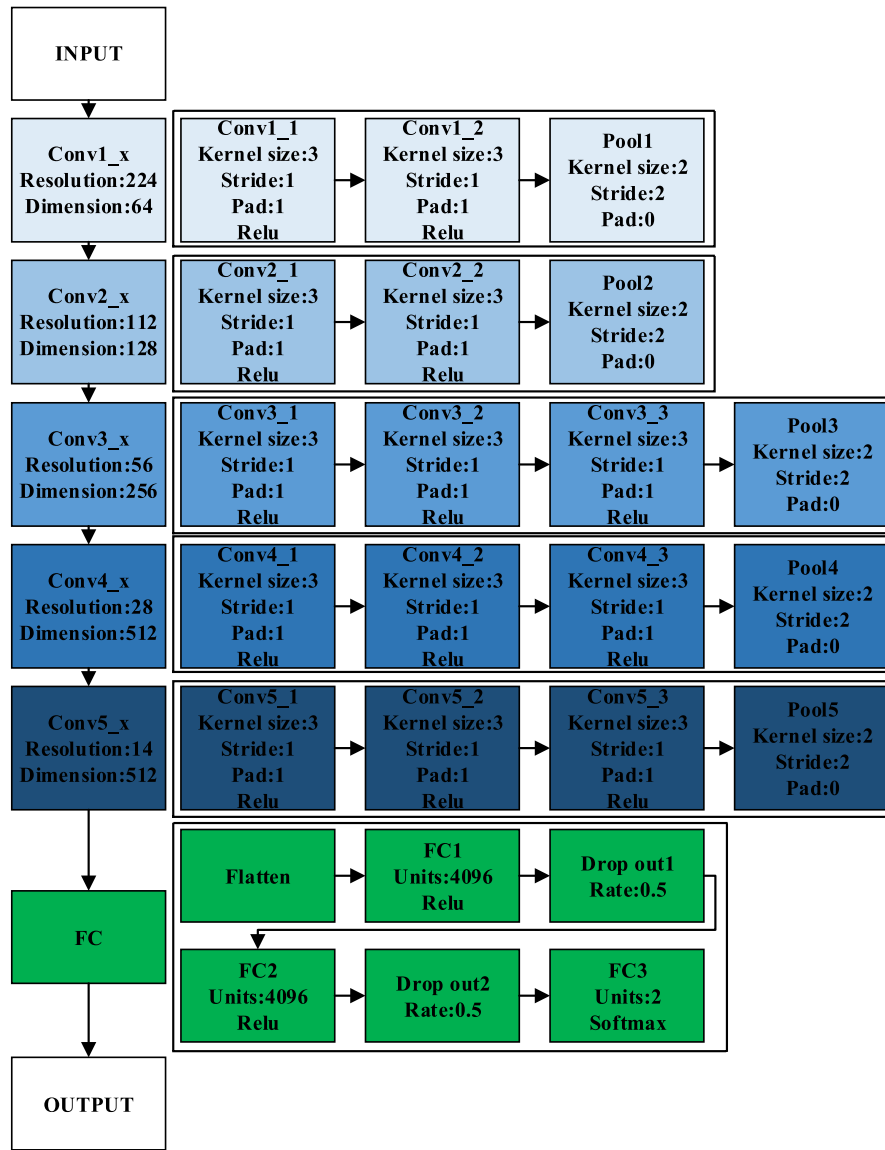 INPUT
Conv1_x
Resolution:224
Dimension:64
Conv1_1
Kernel size:3
Stride:1
Pad:1
Relu
Conv1_2
Kernel size:3
Stride:1
Pad:1
Relu
Pool1
Kernel size:2
Stride:2
Pad:0
Conv2_x
Resolution:112
Dimension:128
Conv2_1
Kernel size:3
Stride:1
Pad:1
Relu
Conv2_2
Kernel size:3
Stride:1
Pad:1
Relu
Pool2
Kernel size:2
Stride:2
Pad:0
Conv3_x
Resolution:56
Dimension:256
Conv3_1
Kernel size:3
Stride:1
Pad:1
Relu
Conv3_2
Kernel size:3
Stride:1
Pad:1
Relu
Conv3_3
Kernel size:3
Stride:1
Pad:1
Relu
Pool3
Kernel size:2
Stride:2
Pad:0
Conv4_x
Resolution:28
Dimension:512
Conv4_1
Kernel size:3
Stride:1
Pad:1
Relu
Conv4_2
Kernel size:3
Stride:1
Pad:1
Relu
Conv4_3
Kernel size:3
Stride:1
Pad:1
Relu
Pool4
Kernel size:2
Stride:2
Pad:0
Conv5_x
Resolution:14
Dimension:512
Conv5_1
Kernel size:3
Stride:1
Pad:1
Relu
Conv5_2
Kernel size:3
Stride:1
Pad:1
Relu
Conv5_3
Kernel size:3
Stride:1
Pad:1
Relu
Pool5
Kernel size:2
Stride:2
Pad:0
FC
Flatten
FC1
Units:4096
Relu
Drop out1
Rate:0.5
FC2
Units:4096
Relu
Drop out2
Rate:0.5
FC3
Units:2
Softmax
OUTPUT